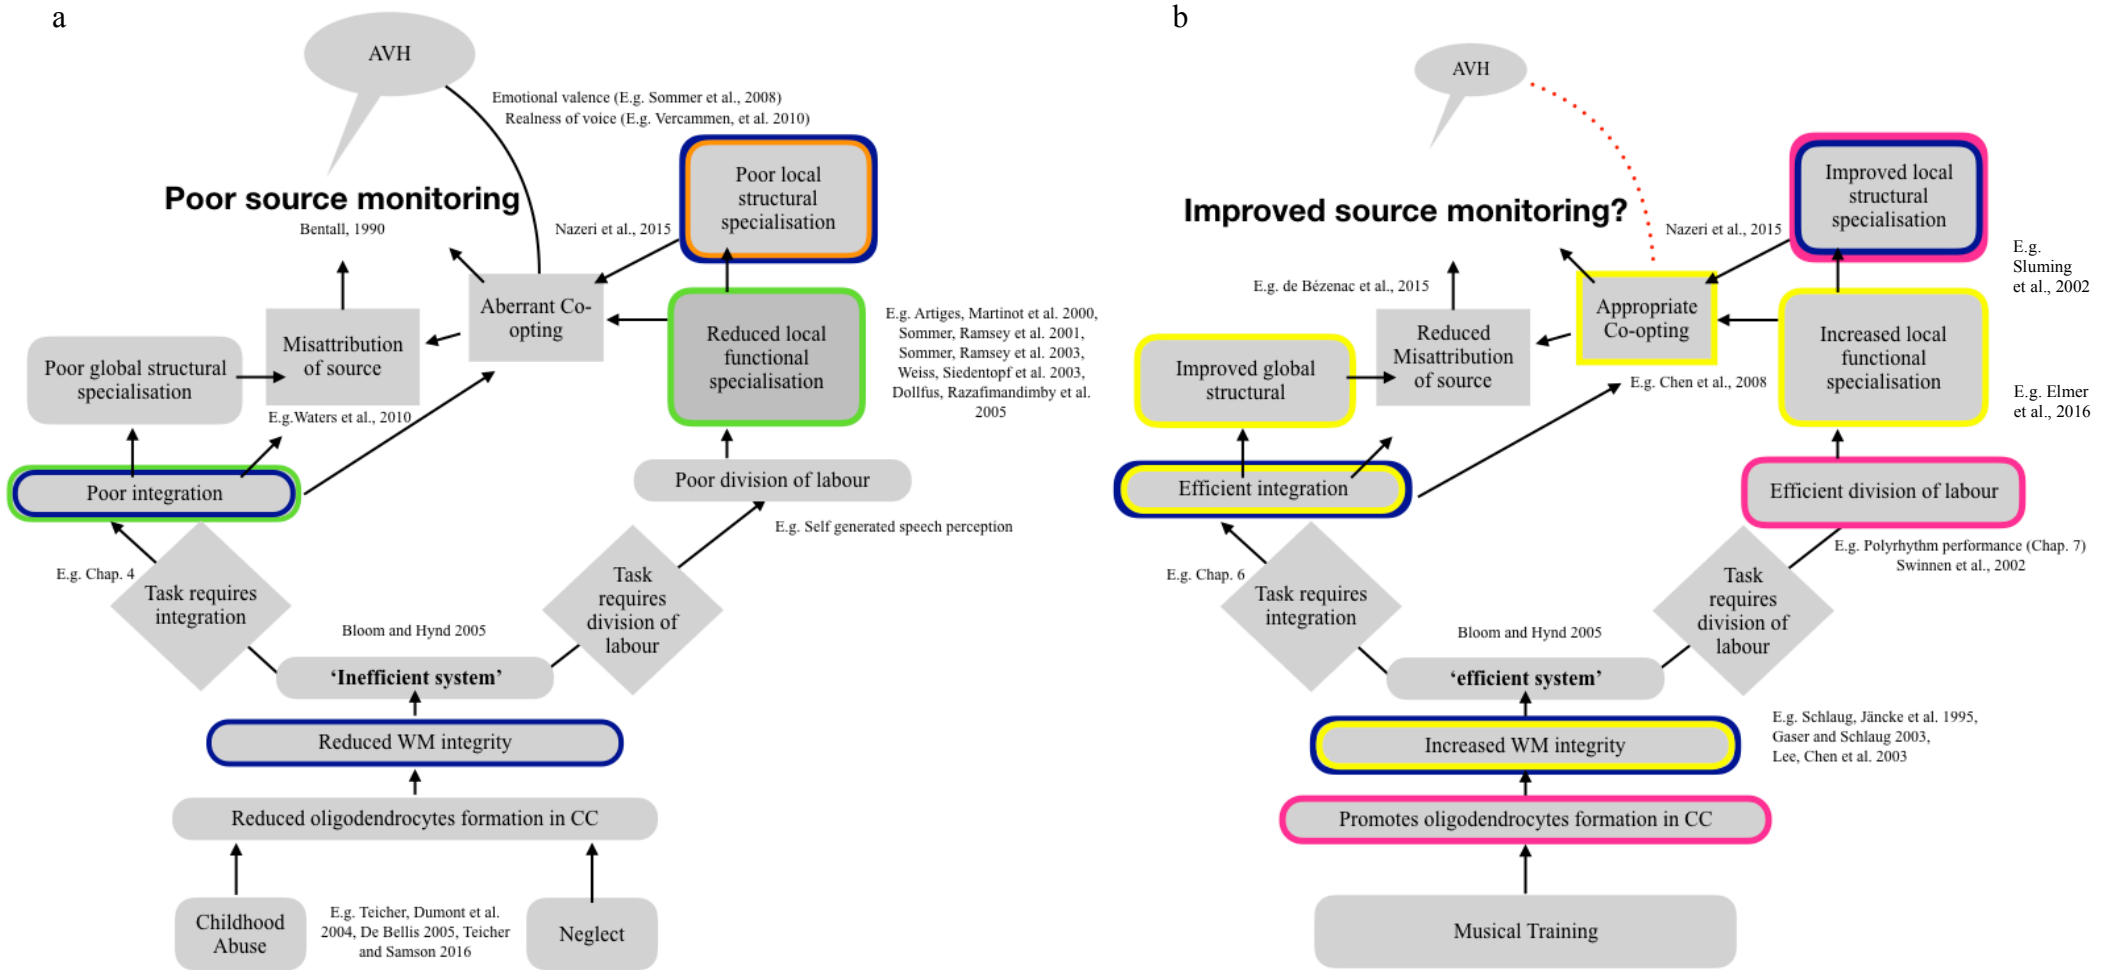 a
AVH
Emotional valence (E.g. Sommer et al., 2008)
Realness of voice (E.g. Vercammen, et al. 2010)
Poor local
structural
specialisation
Poor source monitoring
Bentall, 1990
Nazeri et al., 2015
Aberrant Co-
opting
Misattribution
of source
Reduced local
functional
specialisation
E.g. Artiges, Martinot et al. 2000,
Sommer, Ramsey et al. 2001,
Sommer, Ramsey et al. 2003,
Weiss, Siedentopf et al. 2003,
Dollfus, Razafimandimby et al.
2005
Poor global structural
specialisation
E.g.Waters et al., 2010
Poor integration
Poor division of labour
E.g. Self generated speech perception
E.g. Chap. 4
Task requires
integration
Task
requires
division of
labour
Bloom and Hynd 2005
‘Inefficient system’
Reduced WM integrity
Reduced oligodendrocytes formation in CC
Childhood
Abuse
E.g. Teicher, Dumont et al.
2004, De Bellis 2005, Teicher
and Samson 2016
Neglect
b
AVH
Improved local
structural
specialisation
Improved source monitoring?
Nazeri et al., 2015
E.g.
Sluming
et al., 2002
E.g. de Bézenac et al., 2015
Appropriate
Co-opting
Reduced
Misattribution
of source
Increased local
functional
specialisation
Improved global
structural
E.g. Chen et al., 2008
E.g. Elmer
et al., 2016
Efficient integration
Efficient division of labour
E.g. Polyrhythm performance (Chap. 7)
Swinnen et al., 2002
E.g. Chap. 6
Task requires
integration
Task
requires
division of
labour
Bloom and Hynd 2005
‘efficient system’
Increased WM integrity
E.g. Schlaug, Jäncke et al. 1995,
Gaser and Schlaug 2003,
Lee, Chen et al. 2003
Promotes oligodendrocytes formation in CC
Musical Training